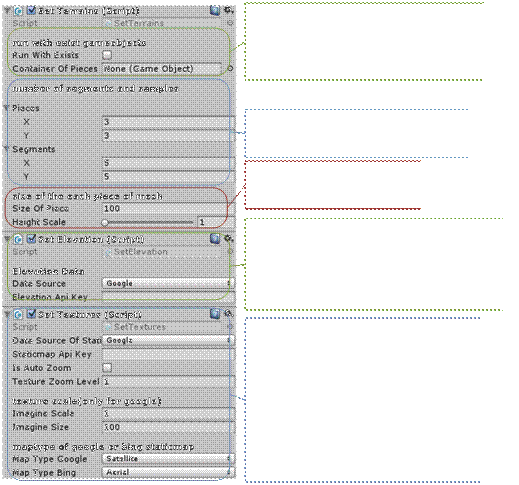 Set Terrains (Script)
Script SetTerrains
run with exist gameobjects
Run With Exists
Container Of Pieces None (Game Object)
number of segments and samples
Pieces
X 3
Y 3
Segments
X 5
Y 5
size of the each piece of mesh
Size Of Piece 100
Height Scale 1
Set Elevation (Script)
Script SetElevation
Elevation Data
Data Source Google
Elevation Api Key
Set Textures (Script)
Script SetTextures
Data Source Of Stati Google
Staticmap Api Key
Is Auto Zoom
Texture Zoom Level 1
texture scale(only for google)
Imagine Scale 1
Imagine Size 100
maptype of google or bing staticmap
Map Type Google Satellite
Map Type Bing Aerial